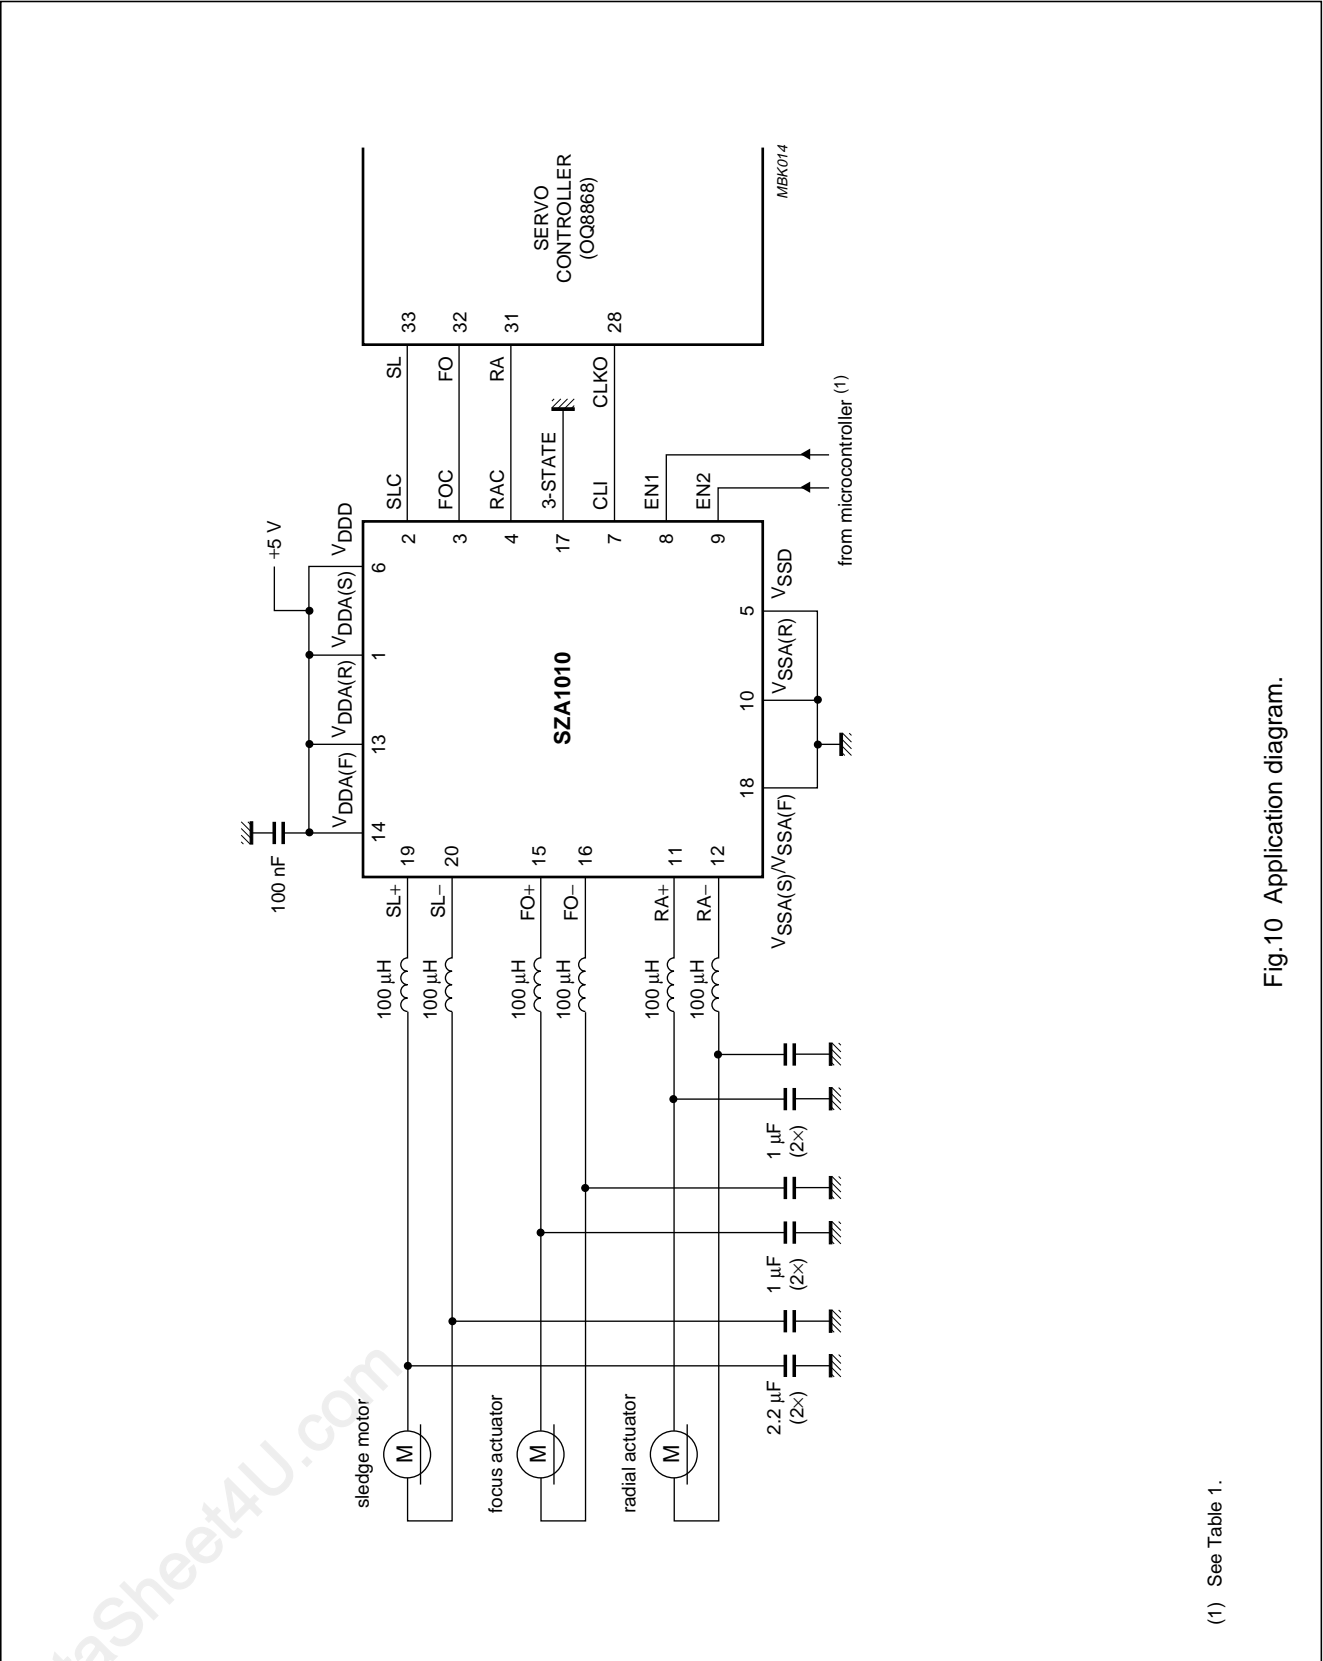 SERVO
CONTROLLER
(OQ8868)
MBK014
33
32
31
28
SL
FO
RA
CLKO
SLC
FOC
RAC
3-STATE
CLI
EN1
EN2
from microcontroller (1)
+5 V
VDDD
VDDA(S)
VDDA(R)
VDDA(F)
100 nF
2
3
4
17
7
8
9
6
1
13
14
SZA1010
5
10
18
VSSD
VSSA(R)
VSSA(S)/VSSA(F)
19
20
15
16
11
12
SL+
SL−
FO+
FO−
RA+
RA−
100 μH
100 μH
100 μH
100 μH
100 μH
100 μH
1 μF
(2×)
1 μF
(2×)
2.2 μF
(2×)
sledge motor
M
focus actuator
M
radial actuator
M
(1) See Table 1.
Fig.10 Application diagram.
taSheet4U.com